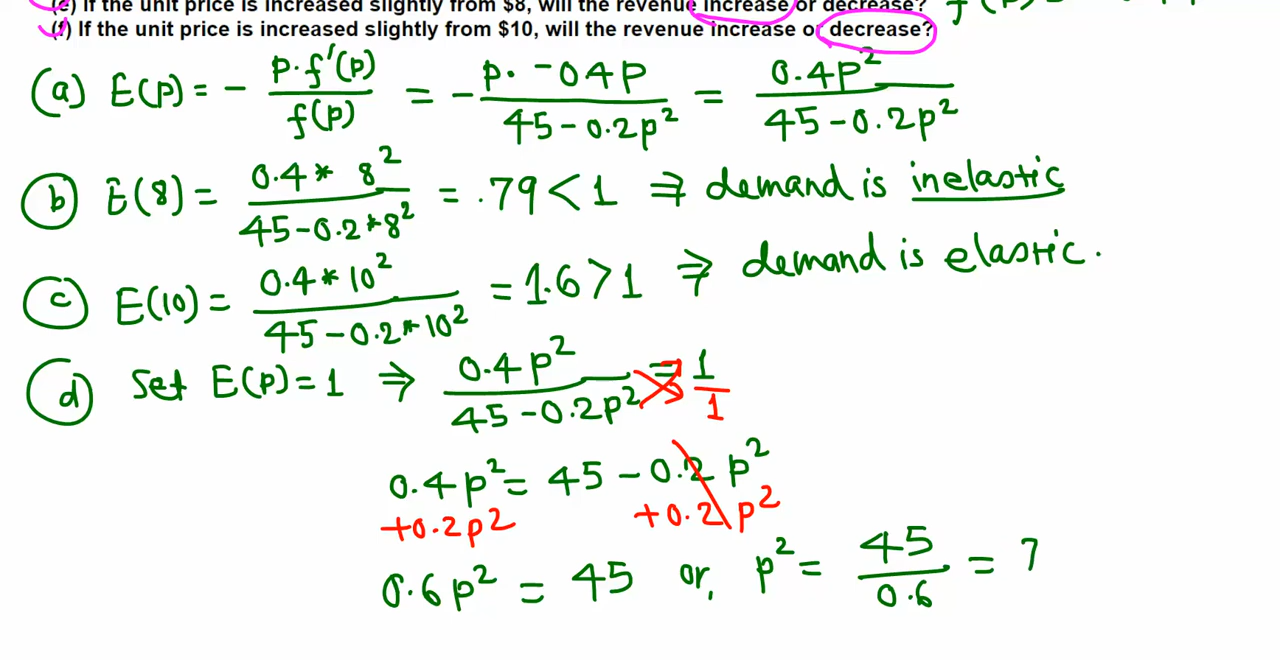 (e) If the unit price is increased slightly from $8, will the revenue increase or decrease?
(f) If the unit price is increased slightly from $10, will the revenue increase or decrease?
(a) E(p) = - p·f'(p) / f(p) = - p· -0.4p / 45-0.2p² = 0.4p² / 45-0.2p²
(b) E(8) = 0.4* 8² / 45-0.2*8² = .79 < 1 ⇒ demand is inelastic
(c) E(10) = 0.4*10² / 45-0.2*10² = 1.6 > 1 ⇒ demand is elastic.
(d) Set E(p)=1 ⇒ 0.4p² / 45-0.2p² = 1/1
0.4p² = 45 - 0.2 p²
+0.2p² +0.2 p²
0.6p² = 45 or, p² = 45 / 0.6 = 7